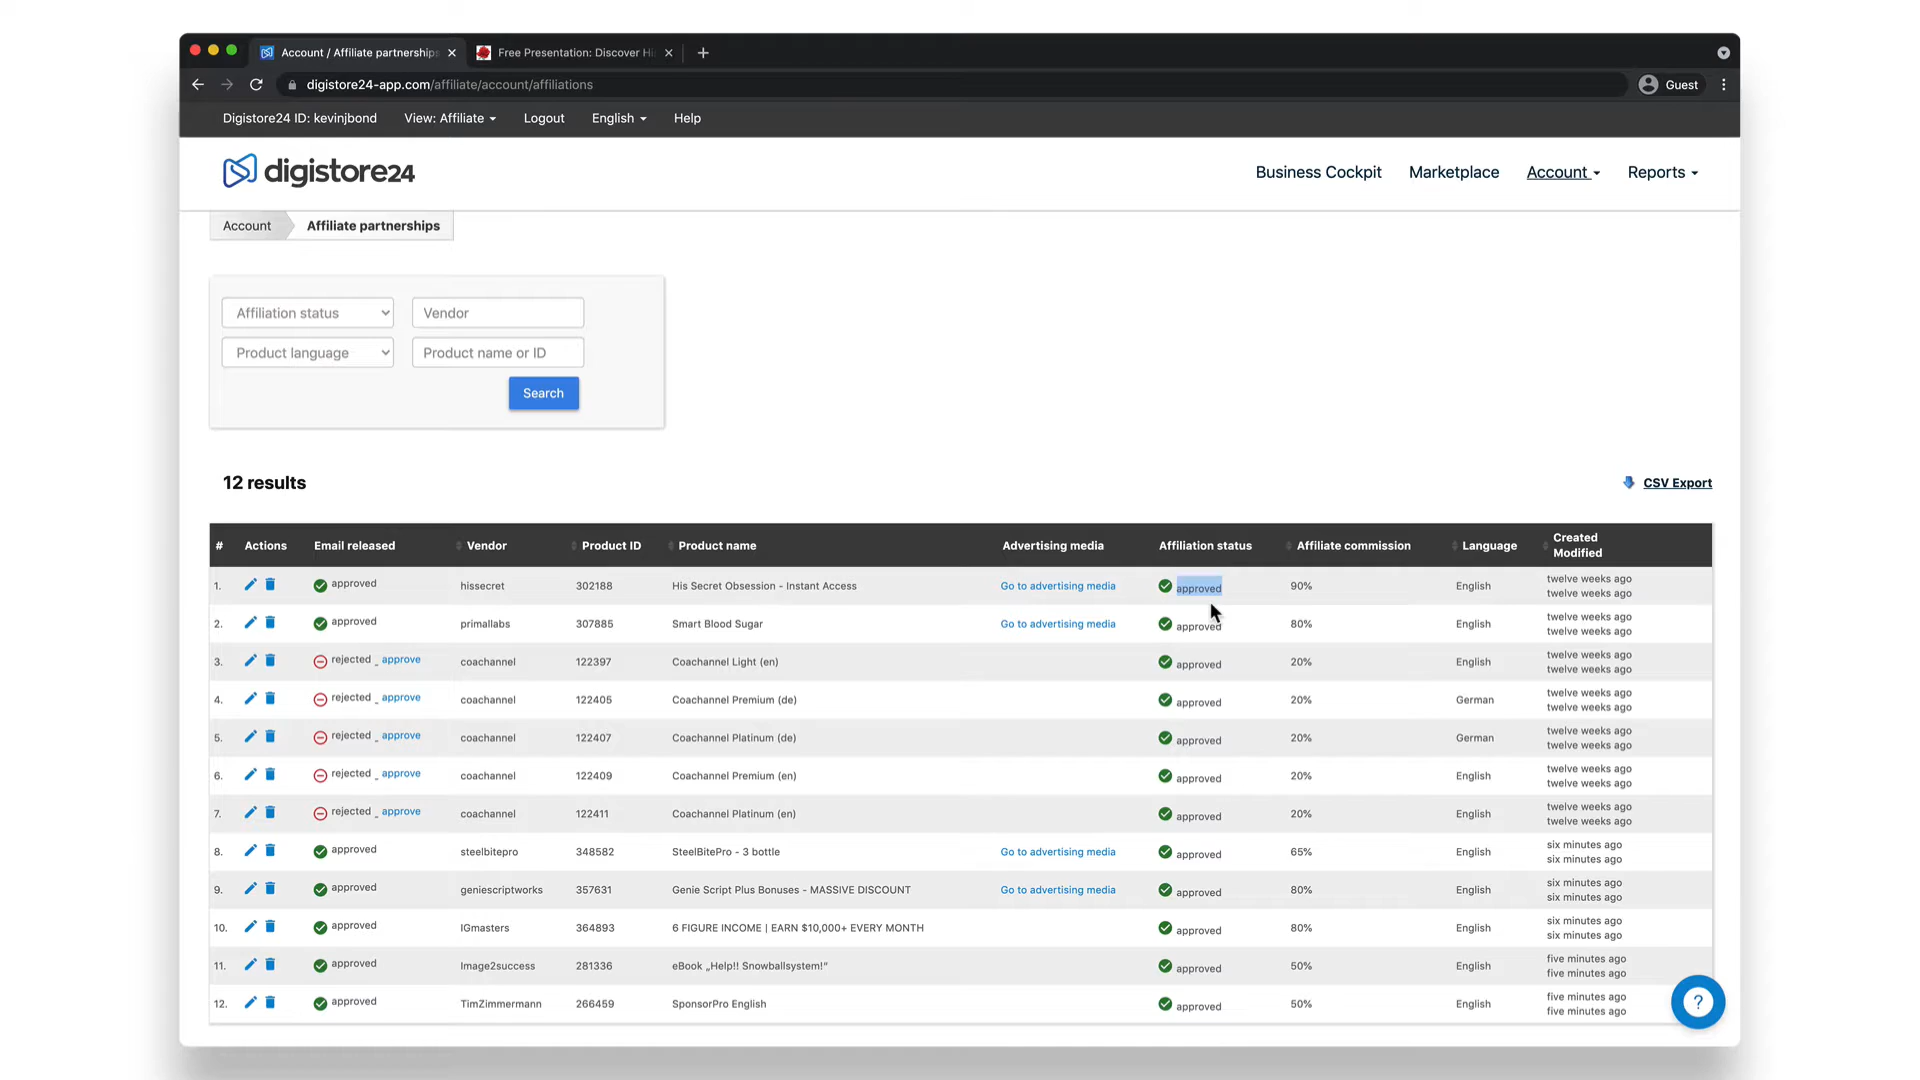 Account / Affiliate partnerships
Free Presentation: Discover Hi
digistore24-app.com/affiliate/account/affiliations
Guest
Digistore24 ID: kevinjbond View: Affiliate Logout English Help
digistore24
Business Cockpit Marketplace Account Reports
Account Affiliate partnerships
Affiliation status Vendor
Product language Product name or ID
Search
12 results
CSV Export
# Actions Email released Vendor Product ID Product name Advertising media Affiliation status Affiliate commission Language Created
Modified
1. approved hissecret 302188 His Secret Obsession - Instant Access Go to advertising media approved 90% English twelve weeks ago
twelve weeks ago
2. approved primallabs 307885 Smart Blood Sugar Go to advertising media approved 80% English twelve weeks ago
twelve weeks ago
3. rejected _ approve coachannel 122397 Coachannel Light (en) approved 20% English twelve weeks ago
twelve weeks ago
4. rejected _ approve coachannel 122405 Coachannel Premium (de) approved 20% German twelve weeks ago
twelve weeks ago
5. rejected _ approve coachannel 122407 Coachannel Platinum (de) approved 20% German twelve weeks ago
twelve weeks ago
6. rejected _ approve coachannel 122409 Coachannel Premium (en) approved 20% English twelve weeks ago
twelve weeks ago
7. rejected _ approve coachannel 122411 Coachannel Platinum (en) approved 20% English twelve weeks ago
twelve weeks ago
8. approved steelbitepro 348582 SteelBitePro - 3 bottle Go to advertising media approved 65% English six minutes ago
six minutes ago
9. approved geniescriptworks 357631 Genie Script Plus Bonuses - MASSIVE DISCOUNT Go to advertising media approved 80% English six minutes ago
six minutes ago
10. approved IGmasters 364893 6 FIGURE INCOME | EARN $10,000+ EVERY MONTH approved 80% English six minutes ago
six minutes ago
11. approved Image2success 281336 eBook „Help!! Snowballsystem!“ approved 50% English five minutes ago
five minutes ago
12. approved TimZimmermann 266459 SponsorPro English approved 50% English five minutes ago
five minutes ago
?